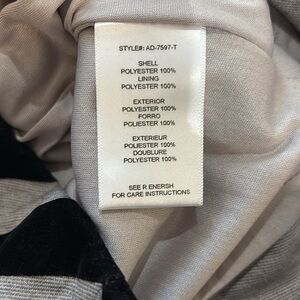 STYLE#: AD-7597-T
SHELL
POLYESTER 100%
LINING
POLYESTER 100%
EXTERIOR
POLIESTER 100%
FORRO
POLIESTER 100%
EXTERIEUR
POLYESTER 100%
DOUBLURE
POLYESTER 100%
SEE R ENERSH
FOR CARE INSTRUCTIONS